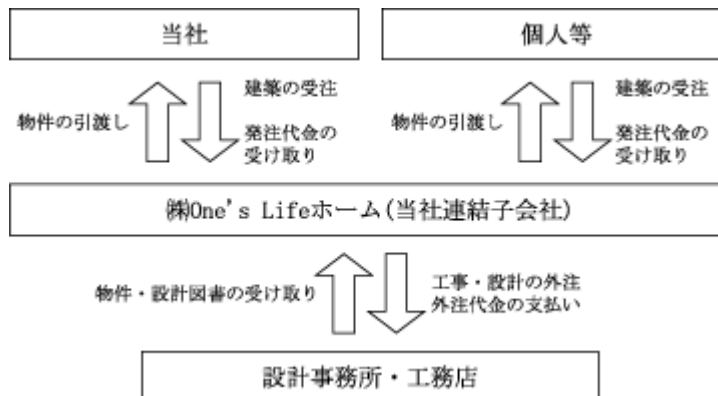 当社
個人等
物件の引渡し
建築の受注
発注代金の
受け取り
物件の引渡し
建築の受注
発注代金の
受け取り
㈱One's Lifeホーム(当社連結子会社)
物件・設計図書の受け取り
工事・設計の外注
外注代金の支払い
設計事務所・工務店